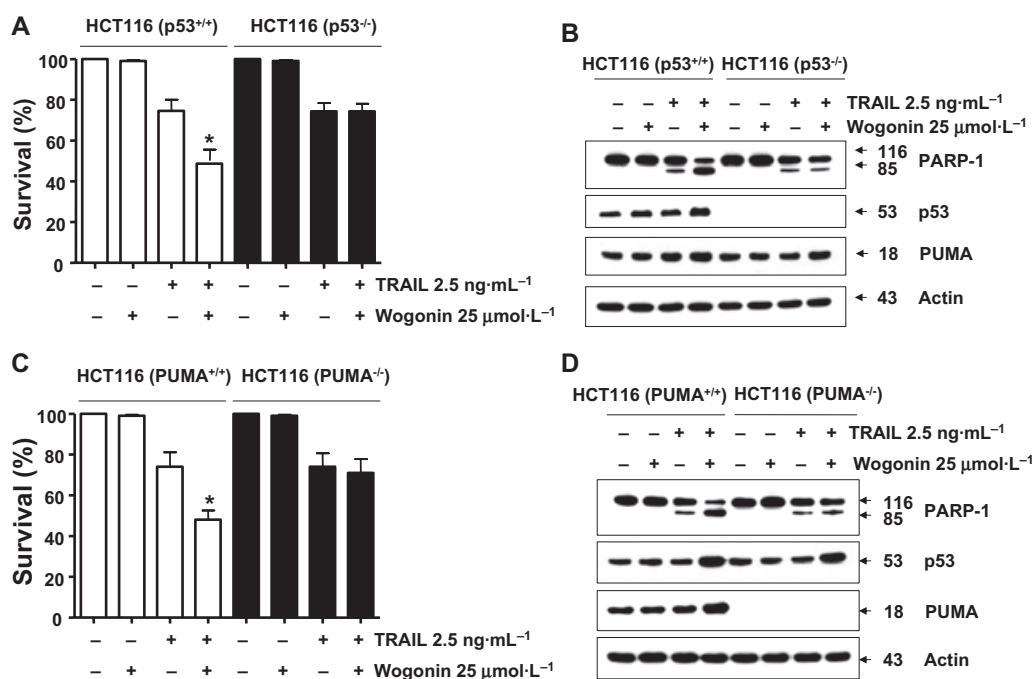 A
HCT116 (p53+/+) HCT116 (p53-/-)
Survival (%)
100
80
60
40
20
0
*
– – + + – – + + TRAIL 2.5 ng·mL–1
– + – + – + – + Wogonin 25 μmol·L–1
B
HCT116 (p53+/+) HCT116 (p53-/-)
– – + + – – + + TRAIL 2.5 ng·mL–1
– + – + – + – + Wogonin 25 μmol·L–1
116
85 PARP-1
53 p53
18 PUMA
43 Actin
C
HCT116 (PUMA+/+) HCT116 (PUMA-/-)
Survival (%)
100
80
60
40
20
0
*
– – + + – – + + TRAIL 2.5 ng·mL–1
– + – + – + – + Wogonin 25 μmol·L–1
D
HCT116 (PUMA+/+) HCT116 (PUMA-/-)
– – + + – – + + TRAIL 2.5 ng·mL–1
– + – + – + – + Wogonin 25 μmol·L–1
116
85 PARP-1
53 p53
18 PUMA
43 Actin